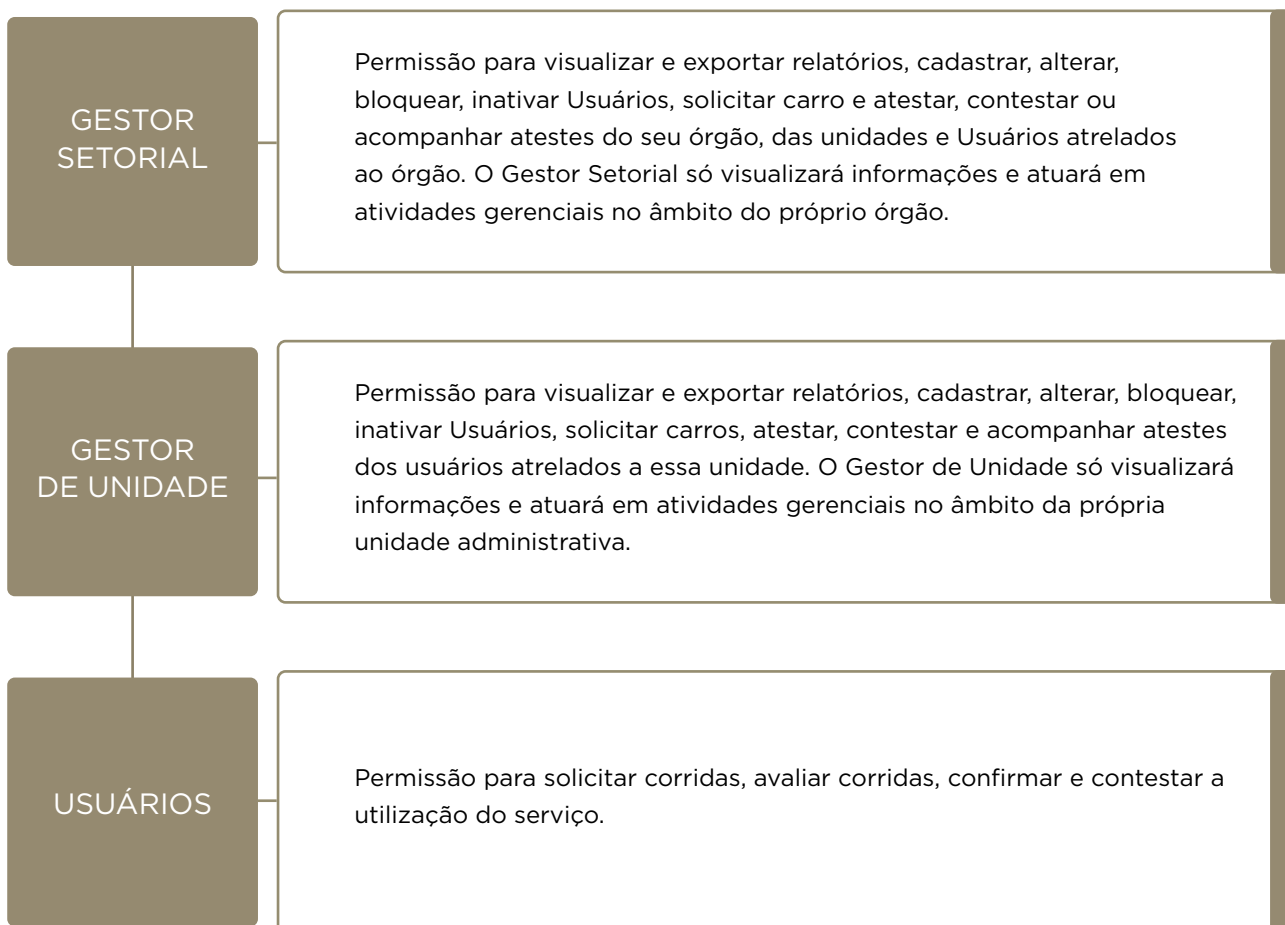 GESTOR
SETORIAL
Permissão para visualizar e exportar relatórios, cadastrar, alterar,
bloquear, inativar Usuários, solicitar carro e atestar, contestar ou
acompanhar atestes do seu órgão, das unidades e Usuários atrelados
ao órgão. O Gestor Setorial só visualizará informações e atuará em
atividades gerenciais no âmbito do próprio órgão.
GESTOR
DE UNIDADE
Permissão para visualizar e exportar relatórios, cadastrar, alterar, bloquear,
inativar Usuários, solicitar carros, atestar, contestar e acompanhar atestes
dos usuários atrelados a essa unidade. O Gestor de Unidade só visualizará
informações e atuará em atividades gerenciais no âmbito da própria
unidade administrativa.
USUÁRIOS
Permissão para solicitar corridas, avaliar corridas, confirmar e contestar a
utilização do serviço.